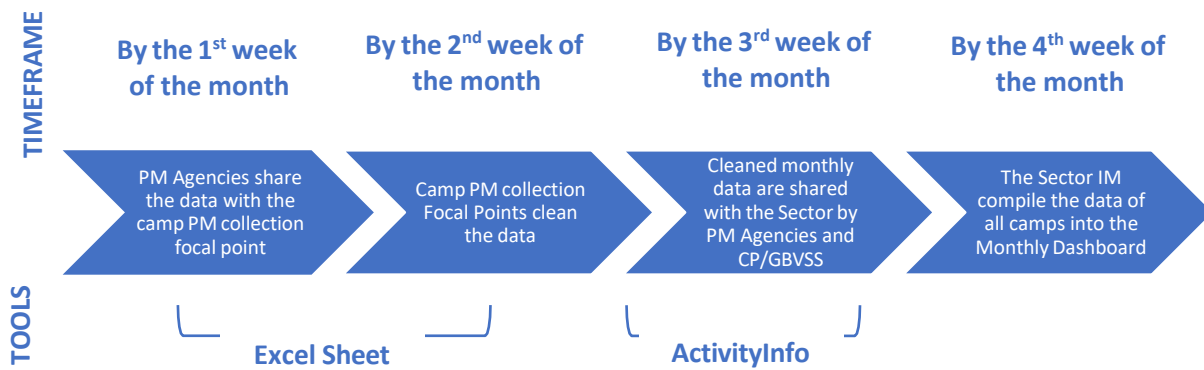 TIMEFRAME
By the 1st week
of the month
By the 2nd week of
the month
By the 3rd week of
the month
By the 4th week of
the month
PM Agencies share
the data with the
camp PM collection
focal point
Camp PM collection
Focal Points clean
the data
Cleaned monthly
data are shared
with the Sector by
PM Agencies and
CP/GBVSS
The Sector IM
compile the data of
all camps into the
Monthly Dashboard
TOOLS
Excel Sheet
ActivityInfo